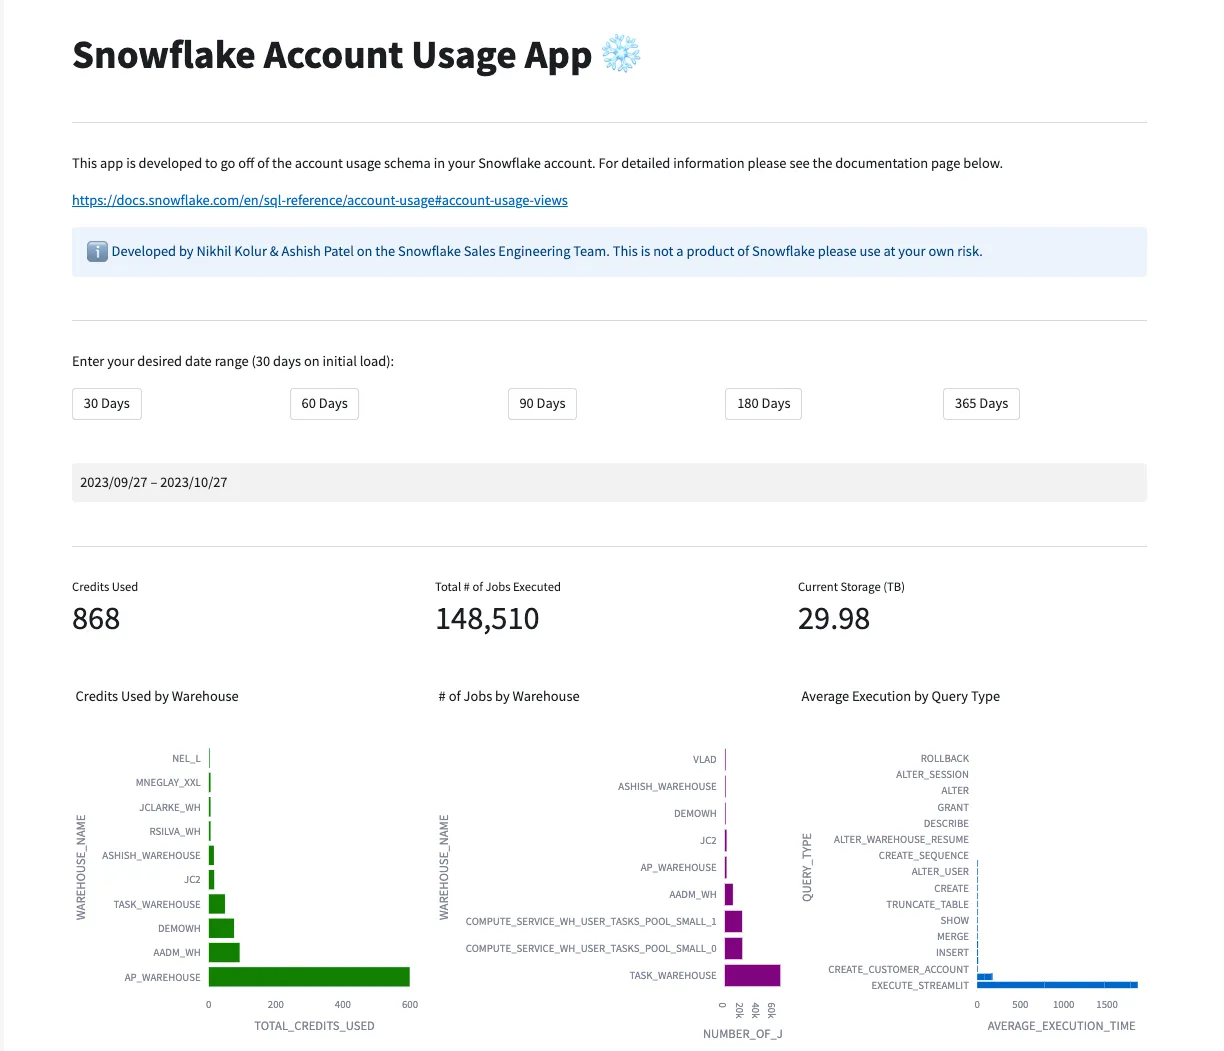 Snowflake Account Usage App
This app is developed to go off of the account usage schema in your Snowflake account. For detailed information please see the documentation page below.
https://docs.snowflake.com/en/sql-reference/account-usage#account-usage-views
Developed by Nikhil Kolur & Ashish Patel on the Snowflake Sales Engineering Team. This is not a product of Snowflake please use at your own risk.
Enter your desired date range (30 days on initial load):
30 Days
60 Days
90 Days
180 Days
365 Days
2023/09/27 – 2023/10/27
Credits Used
868
Total # of Jobs Executed
148,510
Current Storage (TB)
29.98
Credits Used by Warehouse
WAREHOUSE_NAME
NEL_L
MNEGLAY_XXL
JCLARKE_WH
RSILVA_WH
ASHISH_WAREHOUSE
JC2
TASK_WAREHOUSE
DEMOWH
AADM_WH
AP_WAREHOUSE
0 200 400 600
TOTAL_CREDITS_USED
# of Jobs by Warehouse
WAREHOUSE_NAME
VLAD
ASHISH_WAREHOUSE
DEMOWH
JC2
AP_WAREHOUSE
AADM_WH
COMPUTE_SERVICE_WH_USER_TASKS_POOL_SMALL_1
COMPUTE_SERVICE_WH_USER_TASKS_POOL_SMALL_0
TASK_WAREHOUSE
0 20k 40k 60k
NUMBER_OF_J
Average Execution by Query Type
QUERY_TYPE
ROLLBACK
ALTER_SESSION
ALTER
GRANT
DESCRIBE
ALTER_WAREHOUSE_RESUME
CREATE_SEQUENCE
ALTER_USER
CREATE
TRUNCATE_TABLE
SHOW
MERGE
INSERT
CREATE_CUSTOMER_ACCOUNT
EXECUTE_STREAMLIT
0 500 1000 1500
AVERAGE_EXECUTION_TIME